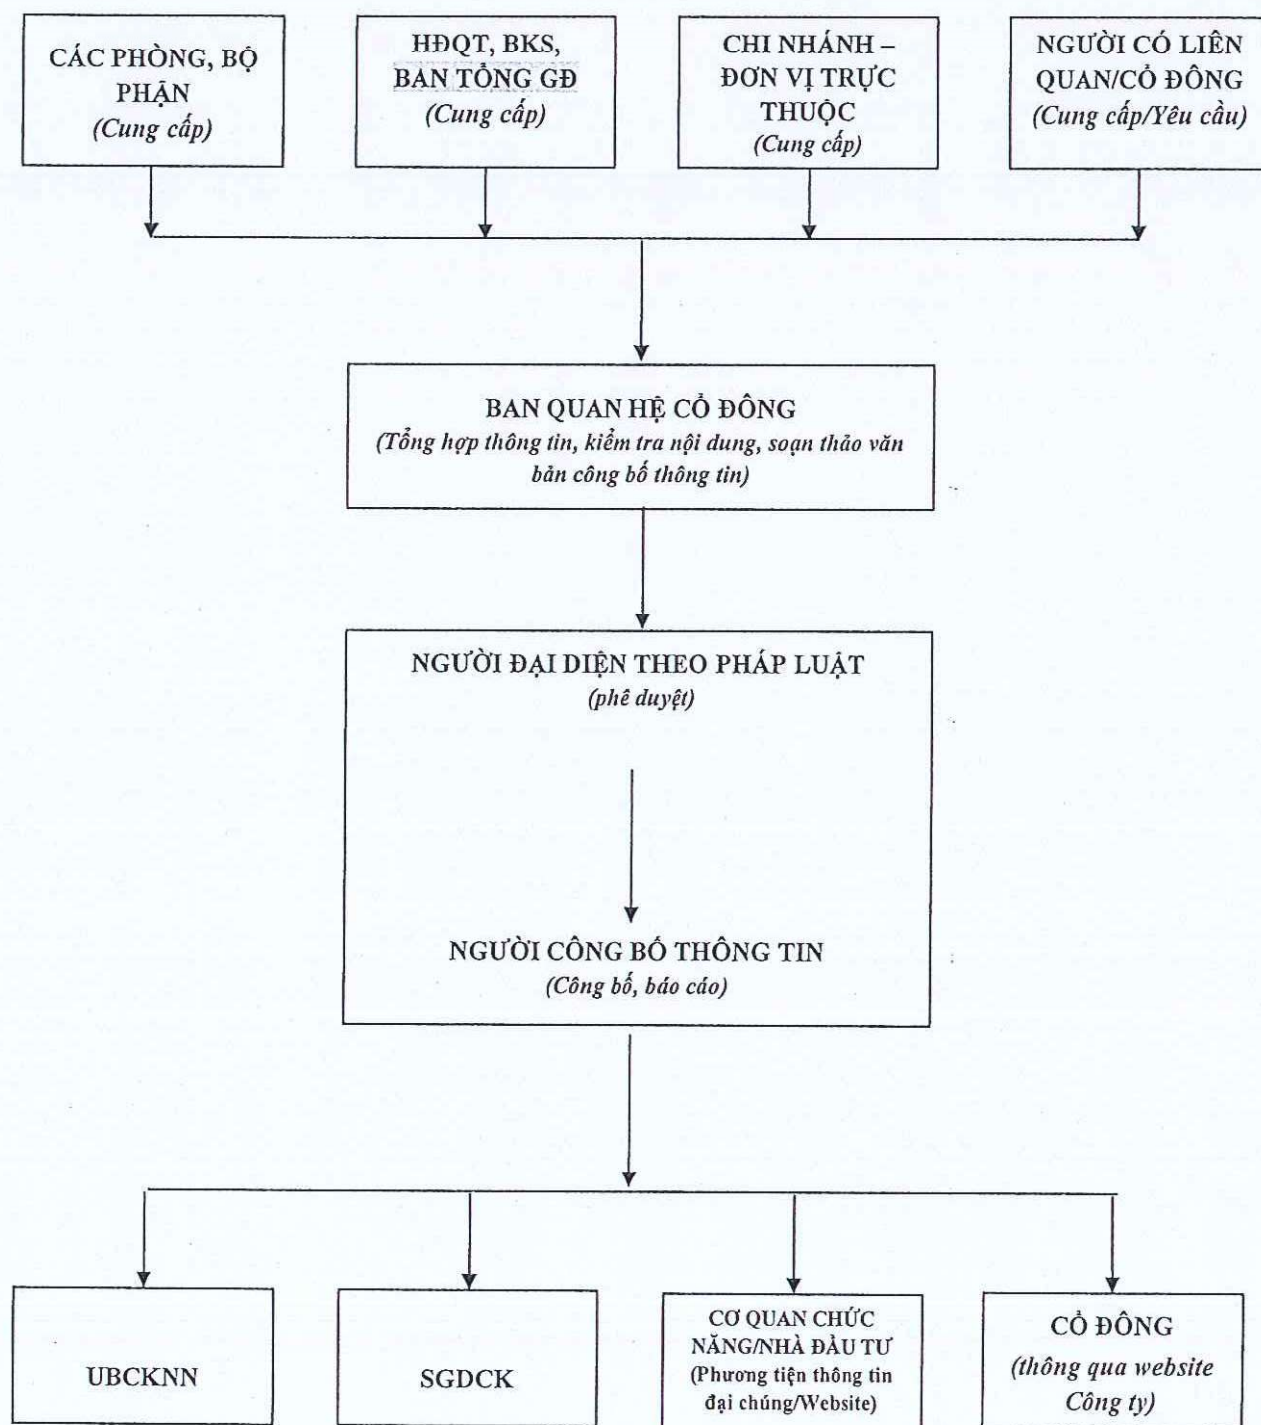 CÁC PHÒNG, BỘ
PHẬN
(Cung cấp)
HĐQT, BKS,
BAN TỔNG GĐ
(Cung cấp)
CHI NHÁNH –
ĐƠN VỊ TRỰC
THUỘC
(Cung cấp)
NGƯỜI CÓ LIÊN
QUAN/CỔ ĐÔNG
(Cung cấp/Yêu cầu)
BAN QUAN HỆ CỔ ĐÔNG
(Tổng hợp thông tin, kiểm tra nội dung, soạn thảo văn
bản công bố thông tin)
NGƯỜI ĐẠI DIỆN THEO PHÁP LUẬT
(phê duyệt)
NGƯỜI CÔNG BỐ THÔNG TIN
(Công bố, báo cáo)
UBCKNN
SGDCK
CƠ QUAN CHỨC
NĂNG/NHÀ ĐẦU TƯ
(Phương tiện thông tin
đại chúng/Website)
CỔ ĐÔNG
(thông qua website
Công ty)